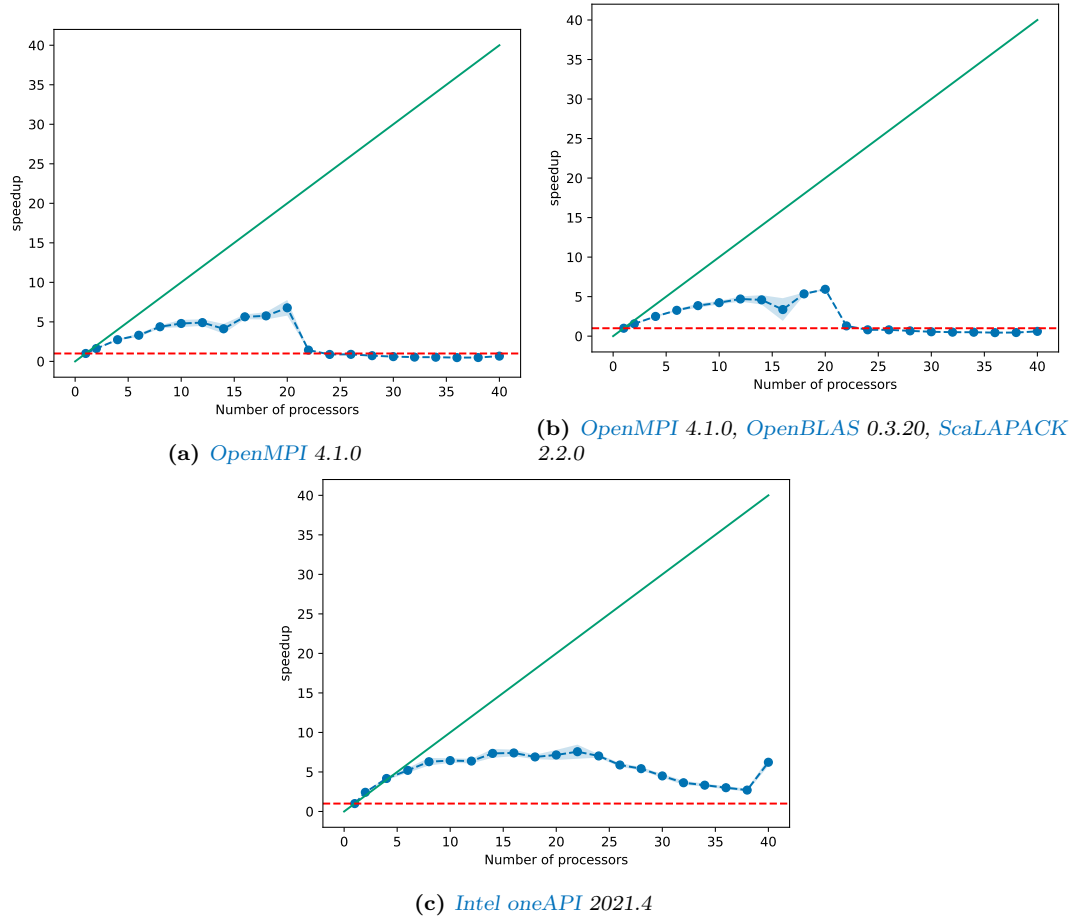 40
35
30
25
20
15
10
5
0
speedup
0 5 10 15 20 25 30 35 40
Number of processors
(a) OpenMPI 4.1.0
40
35
30
25
20
15
10
5
0
speedup
0 5 10 15 20 25 30 35 40
Number of processors
(b) OpenMPI 4.1.0, OpenBLAS 0.3.20, ScaLAPACK
2.2.0
40
35
30
25
20
15
10
5
0
speedup
0 5 10 15 20 25 30 35 40
Number of processors
(c) Intel oneAPI 2021.4